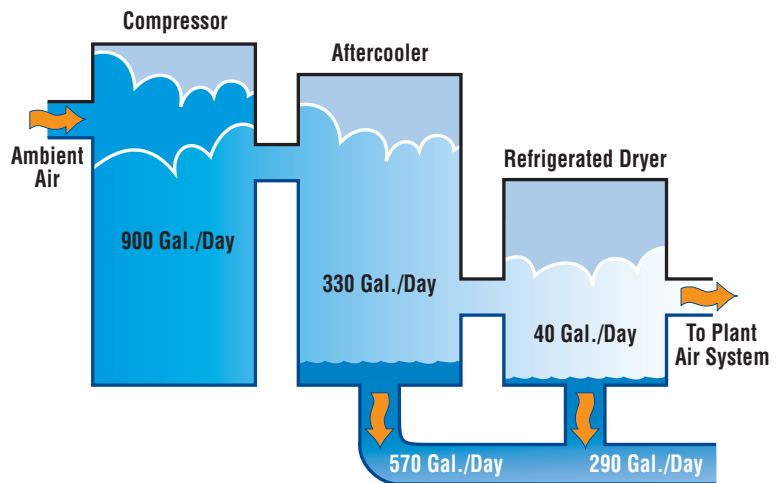 Compressor
Aftercooler
Refrigerated Dryer
Ambient
Air
900 Gal./Day
330 Gal./Day
40 Gal./Day
To Plant
Air System
570 Gal./Day
290 Gal./Day